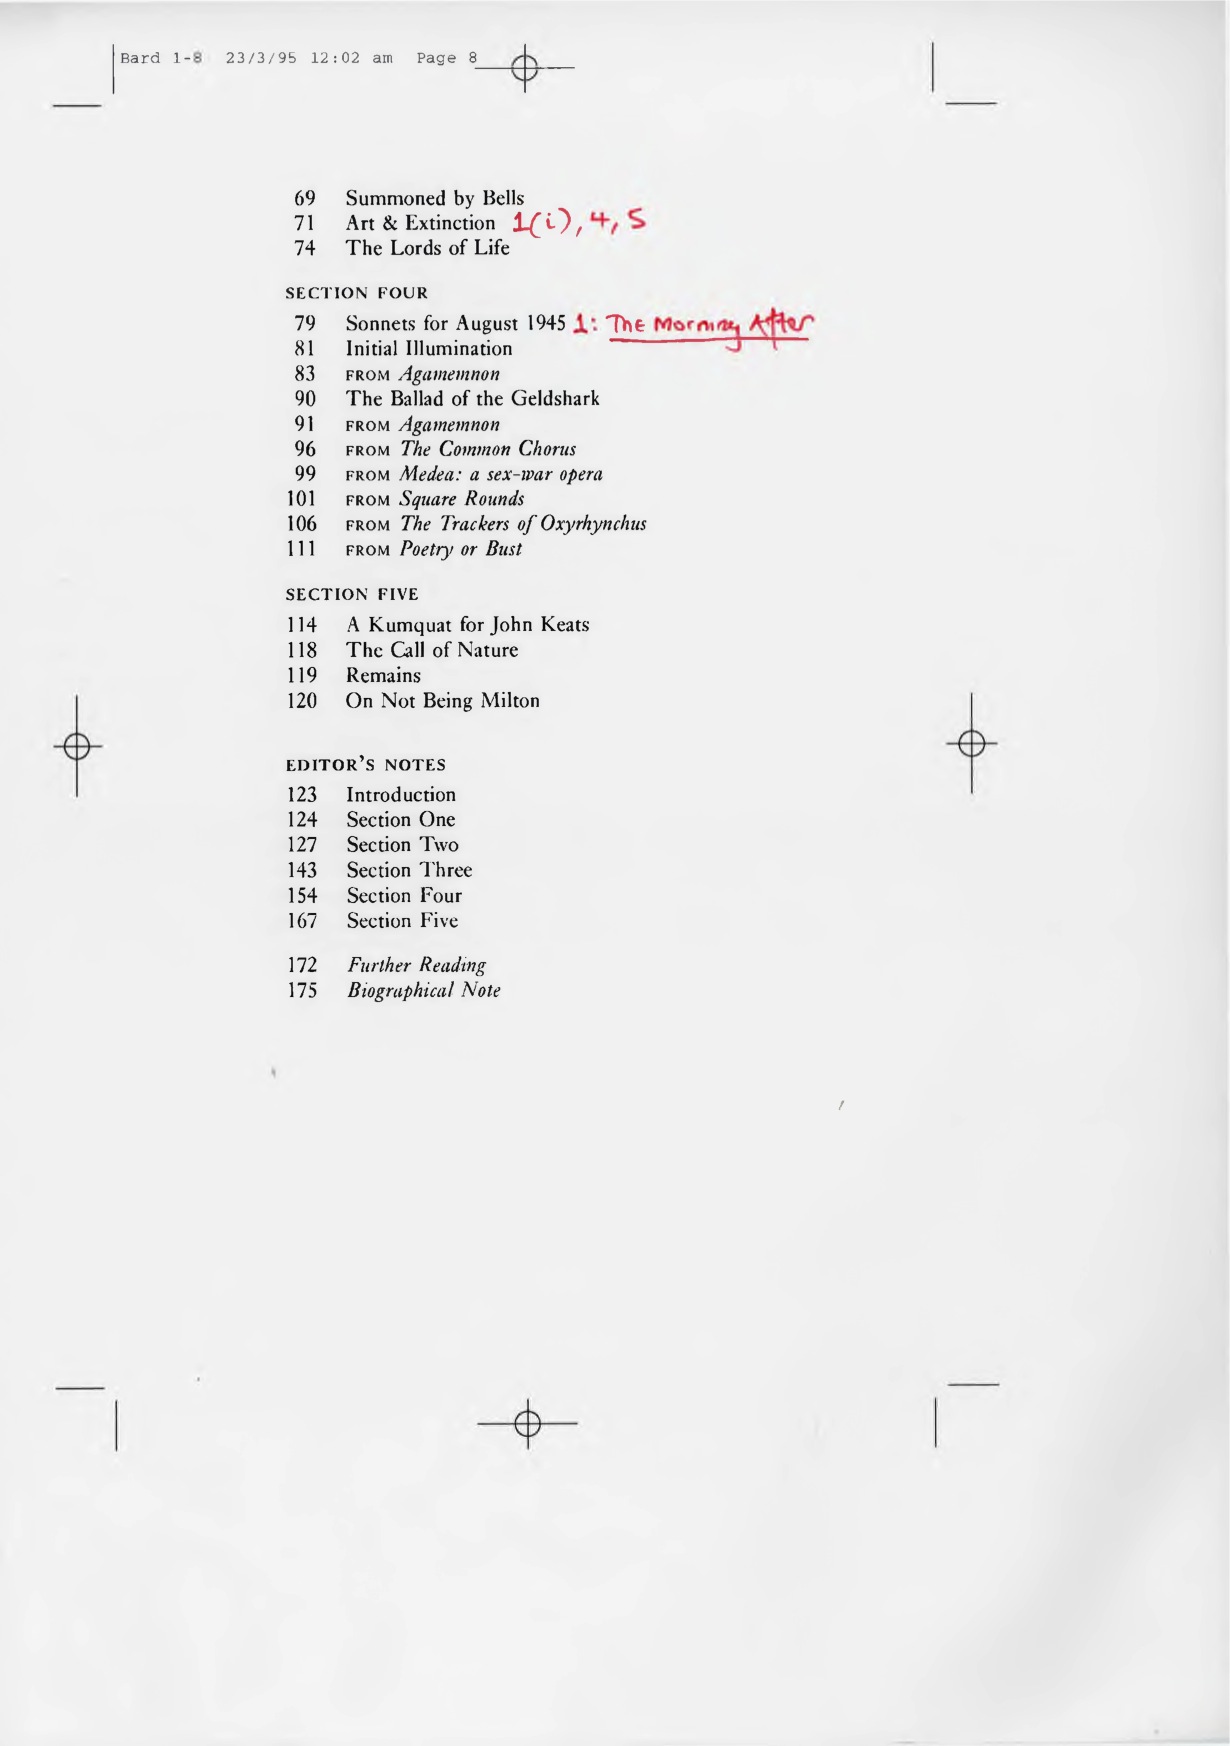 Bard 1-8 23/3/95 12:02 am Page 8
69 Summoned by Bells
71 Art & Extinction 1(i), 4, 5
74 The Lords of Life
SECTION FOUR
79 Sonnets for August 1945 1: The Morning After
81 Initial Illumination
83 FROM Agamemnon
90 The Ballad of the Geldshark
91 FROM Agamemnon
96 FROM The Common Chorus
99 FROM Medea: a sex-war opera
101 FROM Square Rounds
106 FROM The Trackers of Oxyrhynchus
111 FROM Poetry or Bust
SECTION FIVE
114 A Kumquat for John Keats
118 The Call of Nature
119 Remains
120 On Not Being Milton
EDITOR'S NOTES
123 Introduction
124 Section One
127 Section Two
143 Section Three
154 Section Four
167 Section Five
172 Further Reading
175 Biographical Note